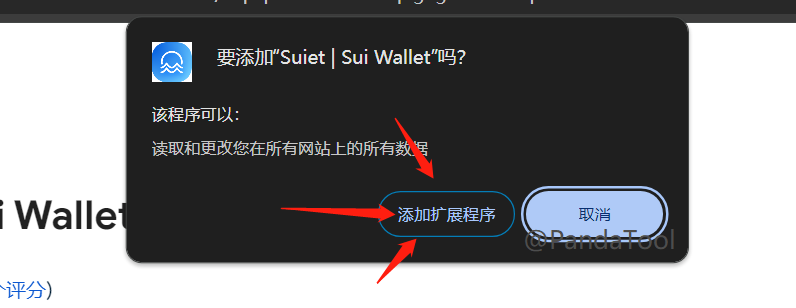 要添加“Suiet | Sui Wallet”吗？
该程序可以：
读取和更改您在所有网站上的所有数据
i Wallet
添加扩展程序
取消
@PandaTool
个评分)